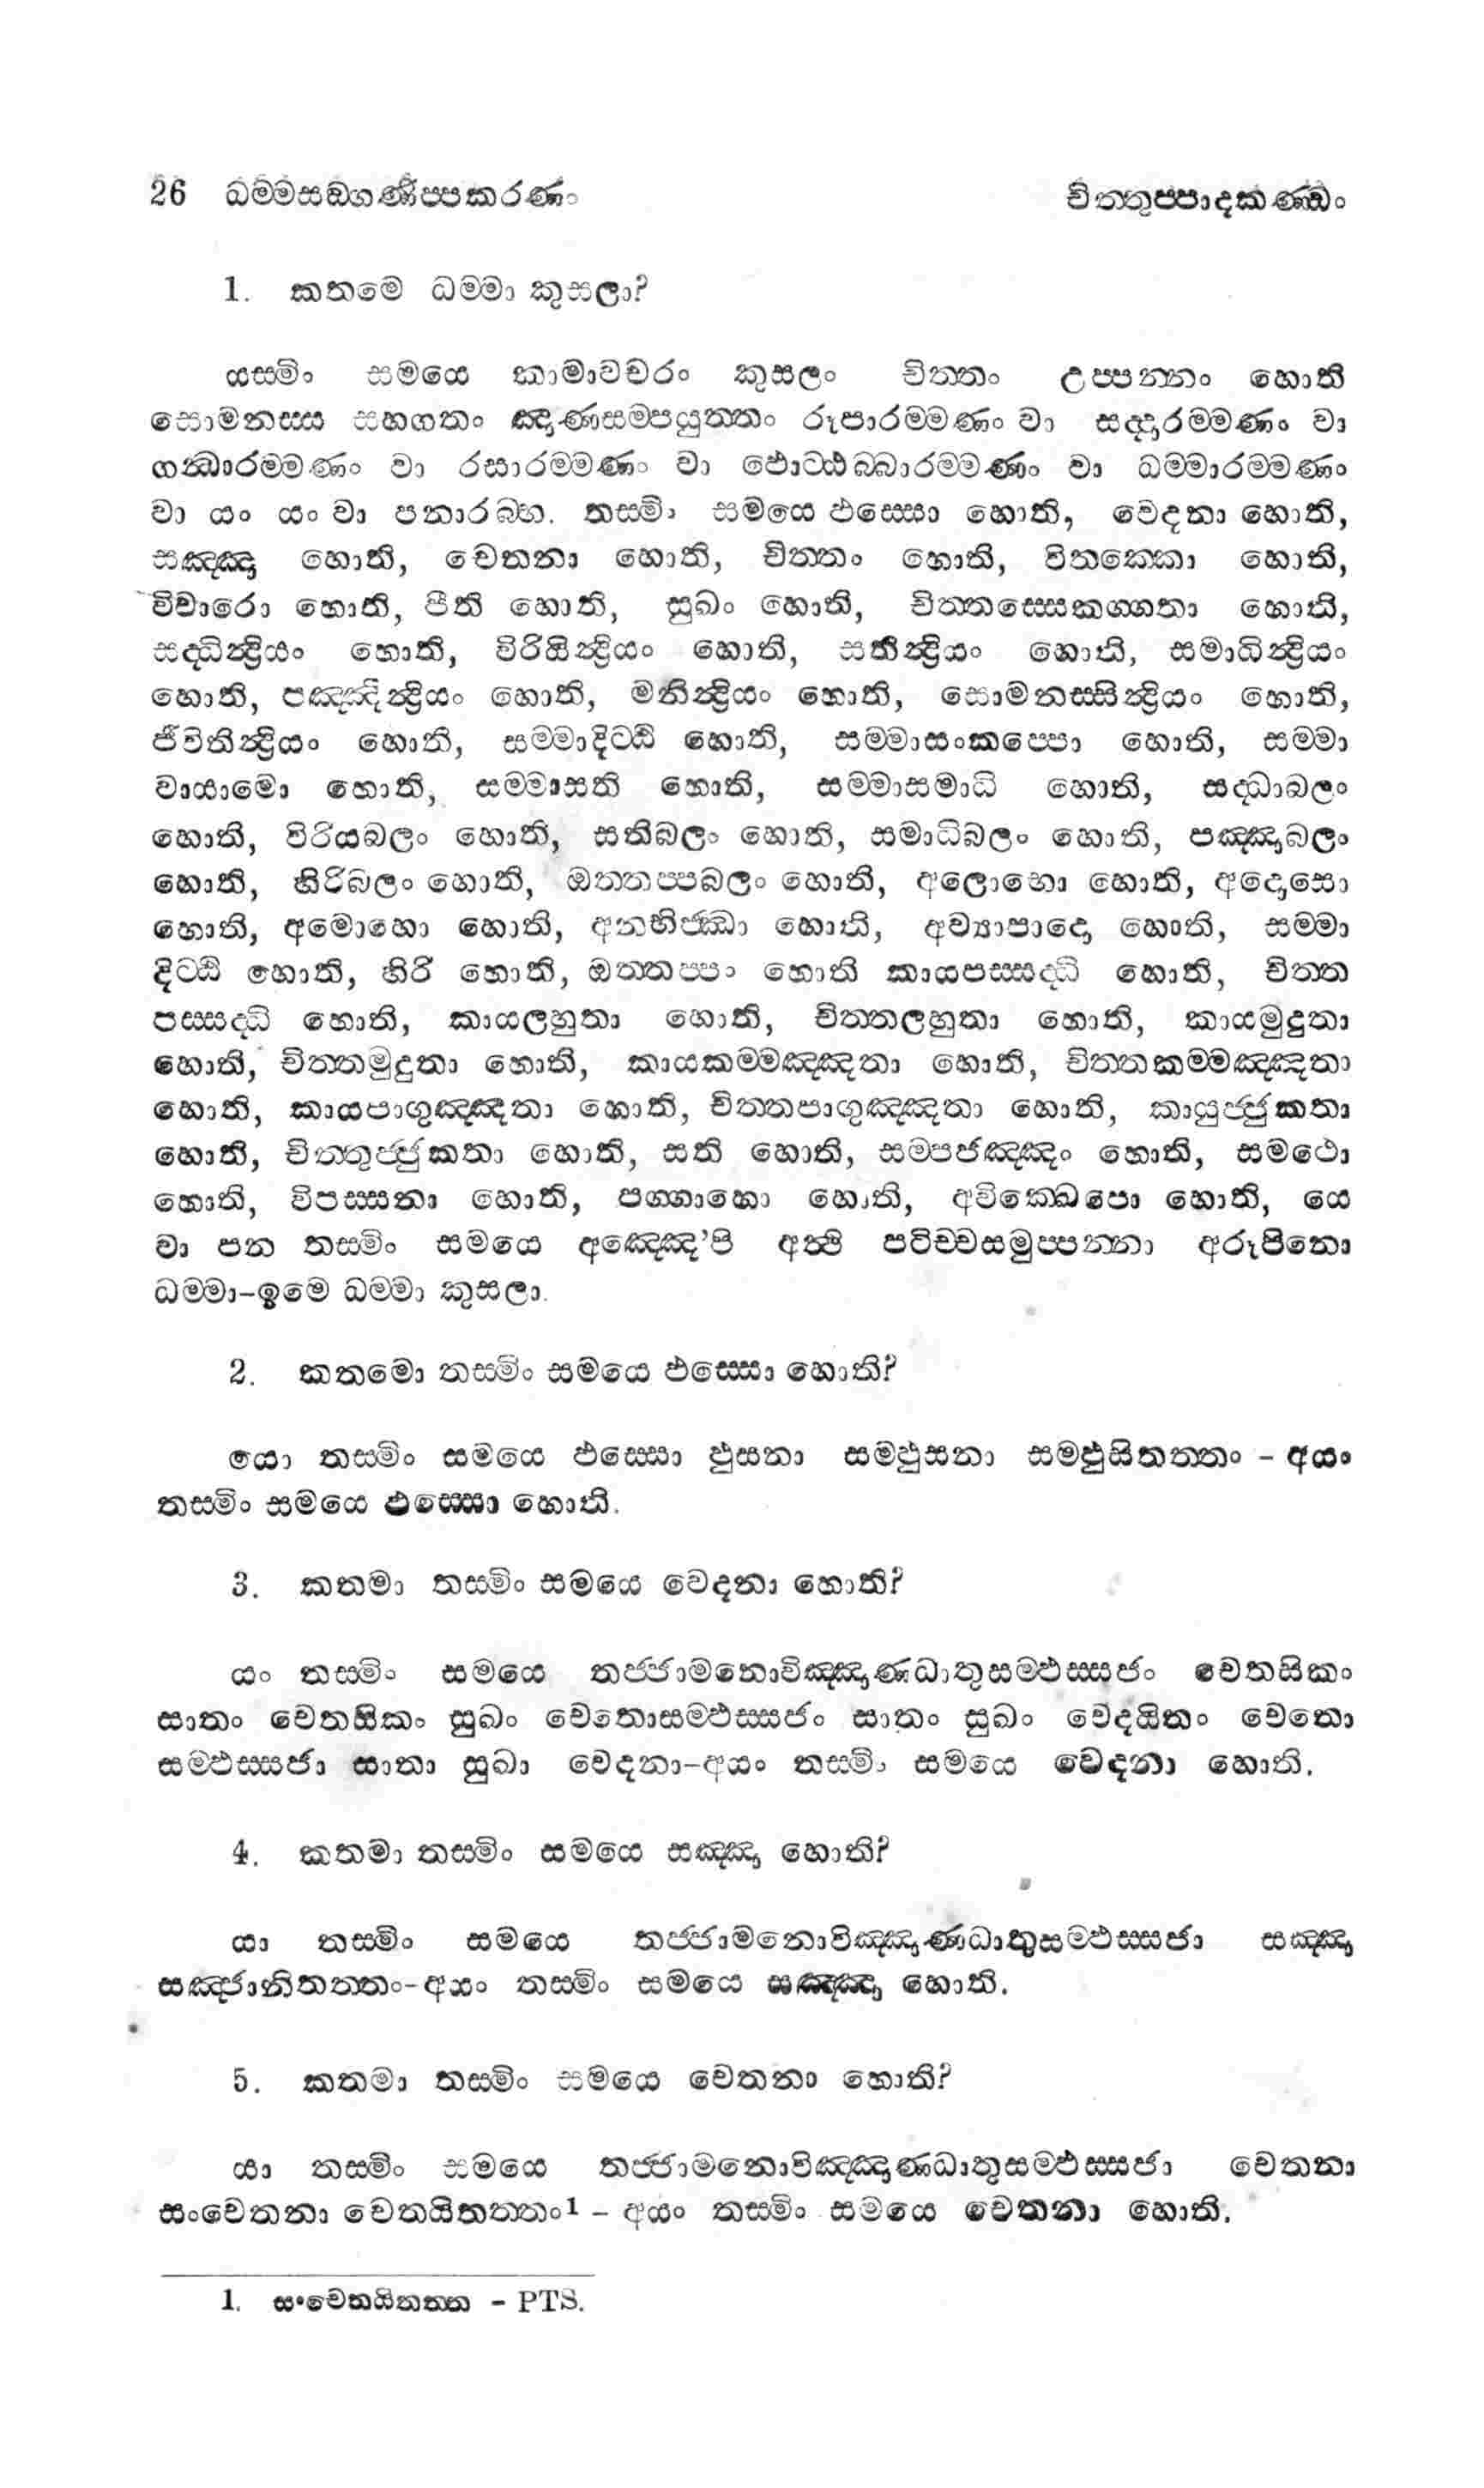 26 ධම්මසඞ්ගණිප්පකරණං
චිත්තුප්පාදකණ්ඩං
1. කතමෙ ධම්මා කුසලා?
යස්මිං සමයෙ කාමාවචරං කුසලං චිත්තං උප්පන්නං හොති
සොමනස්ස සහගතං ඤාණසම්පයුත්තං රූපාරම්මණං වා සද්දාරම්මණං වා
ගන්ධාරම්මණං වා රසාරම්මණං වා ඵොට්ඨබ්බාරම්මණං වා ධම්මාරම්මණං
වා යං යං වා පනාරබ්භ. තස්මිං සමයෙ ඵස්සො හොති, වෙදනා හොති,
සඤ්ඤා හොති, චෙතනා හොති, චිත්තං හොති, විතක්කො හොති,
විචාරො හොති, පීති හොති, සුඛං හොති, චිත්තස්සෙකග්ගතා හොති,
සද්ධින්ද්‍රියං හොති, විරියින්ද්‍රියං හොති, සතින්ද්‍රියං හොති, සමාධින්ද්‍රියං
හොති, පඤ්ඤින්ද්‍රියං හොති, මනින්ද්‍රියං හොති, සොමනස්සින්ද්‍රියං හොති,
ජීවිතින්ද්‍රියං හොති, සම්මාදිට්ඨි හොති, සම්මාසංකප්පො හොති, සම්මා
වායාමො හොති, සම්මාසති හොති, සම්මාසමාධි හොති, සද්ධාබලං
හොති, විරියබලං හොති, සතිබලං හොති, සමාධිබලං හොති, පඤ්ඤාබලං
හොති, හිරිබලං හොති, ඔත්තප්පබලං හොති, අලොභො හොති, අදොසො
හොති, අමොහො හොති, අනභිජ්ඣා හොති, අව්‍යාපාදො හොති, සම්මා
දිට්ඨි හොති, හිරි හොති, ඔත්තප්පං හොති කායපස්සද්ධි හොති, චිත්ත
පස්සද්ධි හොති, කායලහුතා හොති, චිත්තලහුතා හොති, කායමුදුතා
හොති, චිත්තමුදුතා හොති, කායකම්මඤ්ඤතා හොති, චිත්තකම්මඤ්ඤතා
හොති, කායපාගුඤ්ඤතා හොති, චිත්තපාගුඤ්ඤතා හොති, කායුජ්ජුකතා
හොති, චිත්තුජ්ජුකතා හොති, සති හොති, සම්පජඤ්ඤං හොති, සමථො
හොති, විපස්සනා හොති, පග්ගාහො හොති, අවික්ඛෙපො හොති, යෙ
වා පන තස්මිං සමයෙ අඤ්ඤෙ’පි අත්ථි පටිච්චසමුප්පන්නා අරූපිනො
ධම්මා-ඉමෙ ධම්මා කුසලා.
2. කතමො තස්මිං සමයෙ ඵස්සො හොති?
යො තස්මිං සමයෙ ඵස්සො ඵුසනා සම්ඵුසනා සම්ඵුසිතත්තං - අයං
තස්මිං සමයෙ ඵස්සො හොති.
3. කතමා තස්මිං සමයෙ වෙදනා හොති?
යං තස්මිං සමයෙ තජ්ජාමනොවිඤ්ඤාණධාතුසම්ඵස්සජං චෙතසිකං
සාතං චෙතසිකං සුඛං චෙතොසම්ඵස්සජං සාතං සුඛං වෙදයිතං චෙතො
සම්ඵස්සජා සාතා සුඛා වෙදනා-අයං තස්මිං සමයෙ වෙදනා හොති.
4. කතමා තස්මිං සමයෙ සඤ්ඤා හොති?
යා තස්මිං සමයෙ තජ්ජාමනොවිඤ්ඤාණධාතුසම්ඵස්සජා සඤ්ඤා
සඤ්ජානිතත්තං-අයං තස්මිං සමයෙ සඤ්ඤා හොති.
5. කතමා තස්මිං සමයෙ චෙතනා හොති?
යා තස්මිං සමයෙ තජ්ජාමනොවිඤ්ඤාණධාතුසම්ඵස්සජා චෙතනා
සංචෙතනා චෙතයිතත්තං¹ - අයං තස්මිං සමයෙ චෙතනා හොති.
1. සංචෙතයිතත්ත - PTS.